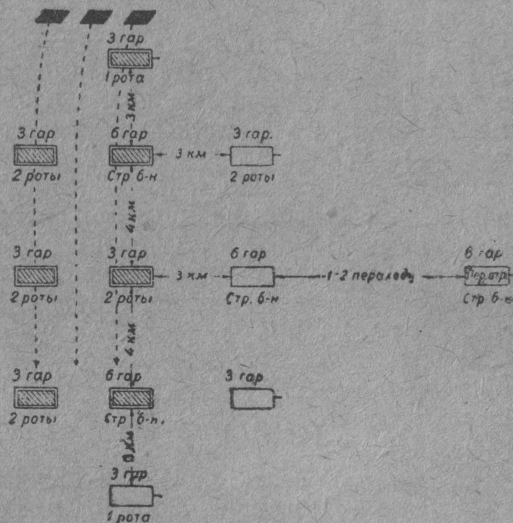 3 гар
1 рота
3 км
3 гар
6 гар
3 гар.
3 км
2 роты
Стр б-н
2 роты
4 км
3 гар
3 гар
6 гар
6 гар
3 км
1-2 перехода
Пер. отр
2 роты
2 роты
Стр. б-н
Стр б-н
4 км
3 гар
6 гар
3 гар
2 роты
Стр б-н.
3 гар
1 рота